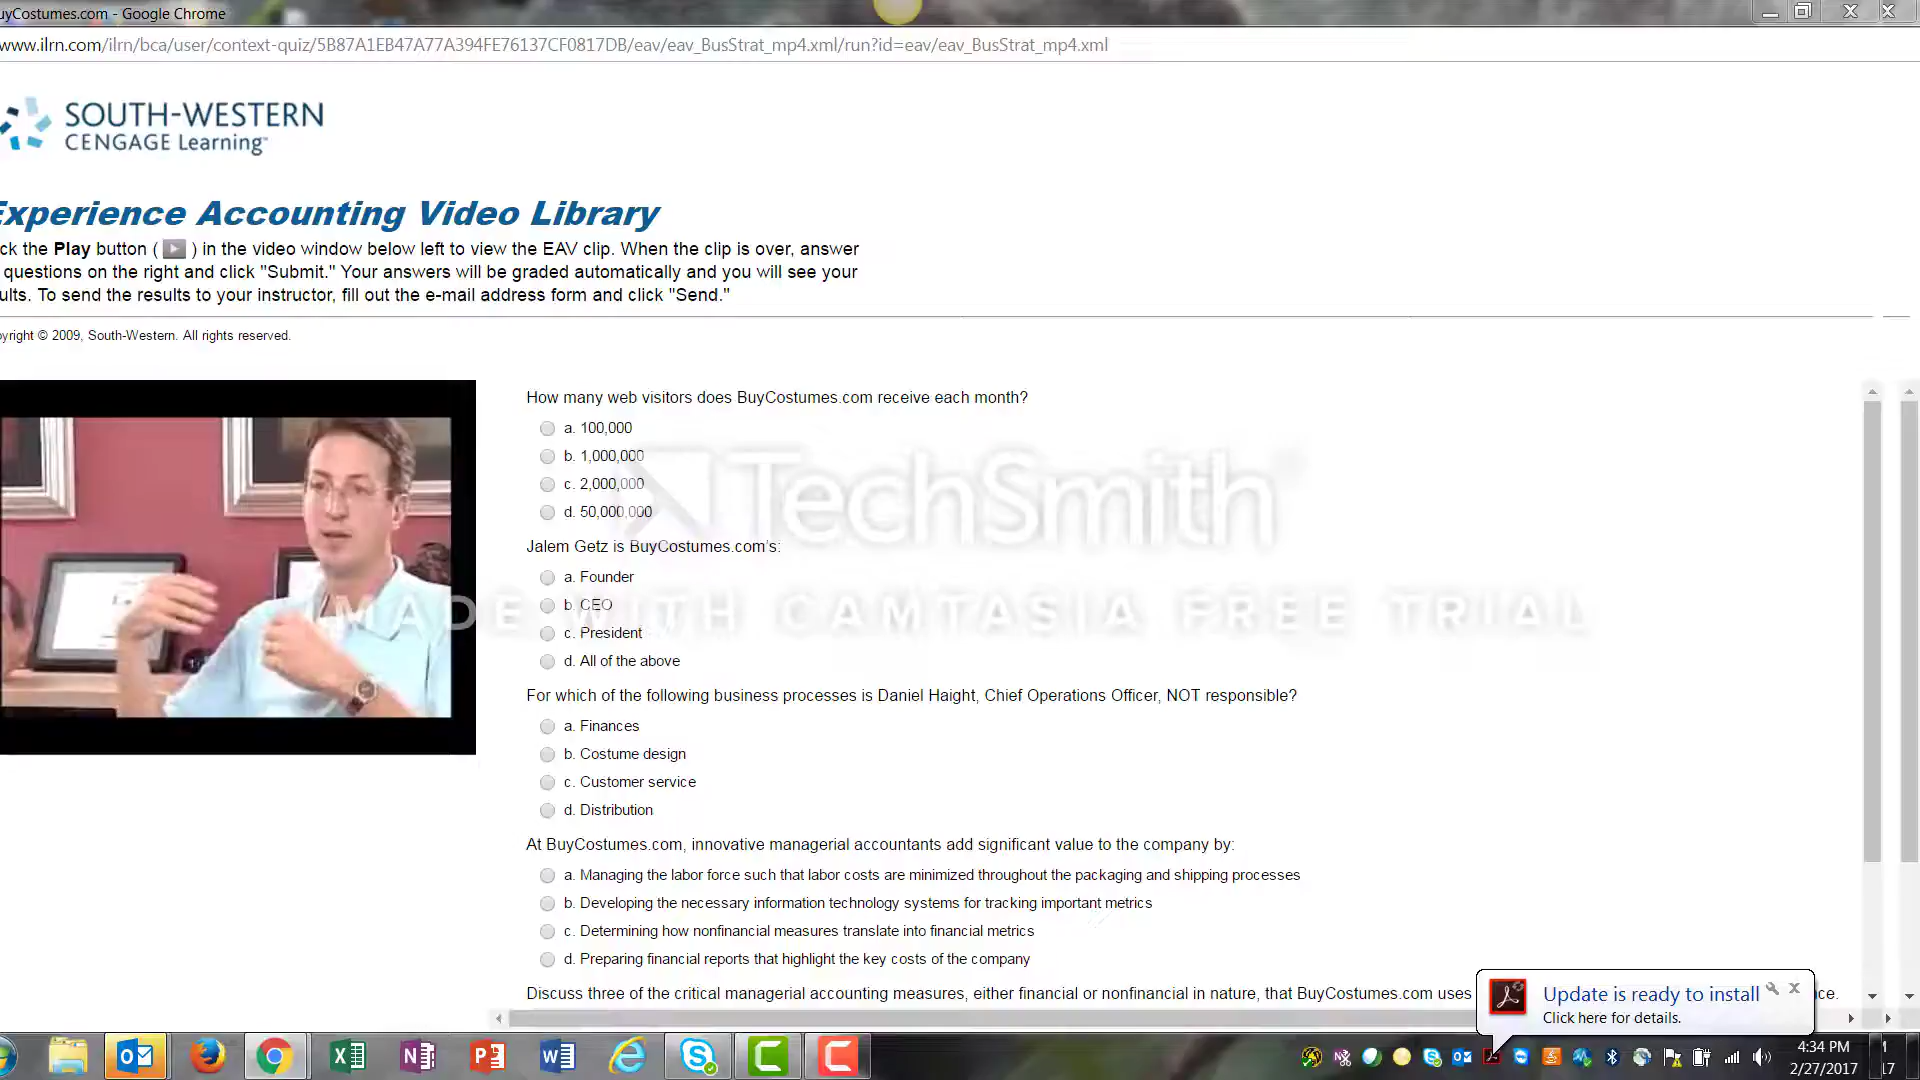 uyCostumes.com - Google Chrome
www.ilrn.com/ilrn/bca/user/context-quiz/5B87A1EB47A77A394FE76137CF0817DB/eav/eav_BusStrat_mp4.xml/run?id=eav/eav_BusStrat_mp4.xml
SOUTH-WESTERN
CENGAGE Learning™
Experience Accounting Video Library
ck the Play button ( ) in the video window below left to view the EAV clip. When the clip is over, answer
questions on the right and click "Submit." Your answers will be graded automatically and you will see your
ults. To send the results to your instructor, fill out the e-mail address form and click "Send."
yright © 2009, South-Western. All rights reserved.
How many web visitors does BuyCostumes.com receive each month?
a. 100,000
b. 1,000,000
c. 2,000,000
d. 50,000,000
TechSmith®
Jalem Getz is BuyCostumes.com's:
a. Founder
b. CEO
MADE WITH CAMTASIA FREE TRIAL
c. President
d. All of the above
For which of the following business processes is Daniel Haight, Chief Operations Officer, NOT responsible?
a. Finances
b. Costume design
c. Customer service
d. Distribution
At BuyCostumes.com, innovative managerial accountants add significant value to the company by:
a. Managing the labor force such that labor costs are minimized throughout the packaging and shipping processes
b. Developing the necessary information technology systems for tracking important metrics
c. Determining how nonfinancial measures translate into financial metrics
d. Preparing financial reports that highlight the key costs of the company
Discuss three of the critical managerial accounting measures, either financial or nonfinancial in nature, that BuyCostumes.com uses
ce.
Update is ready to install
Click here for details.
4:34 PM
2/27/2017
1
17